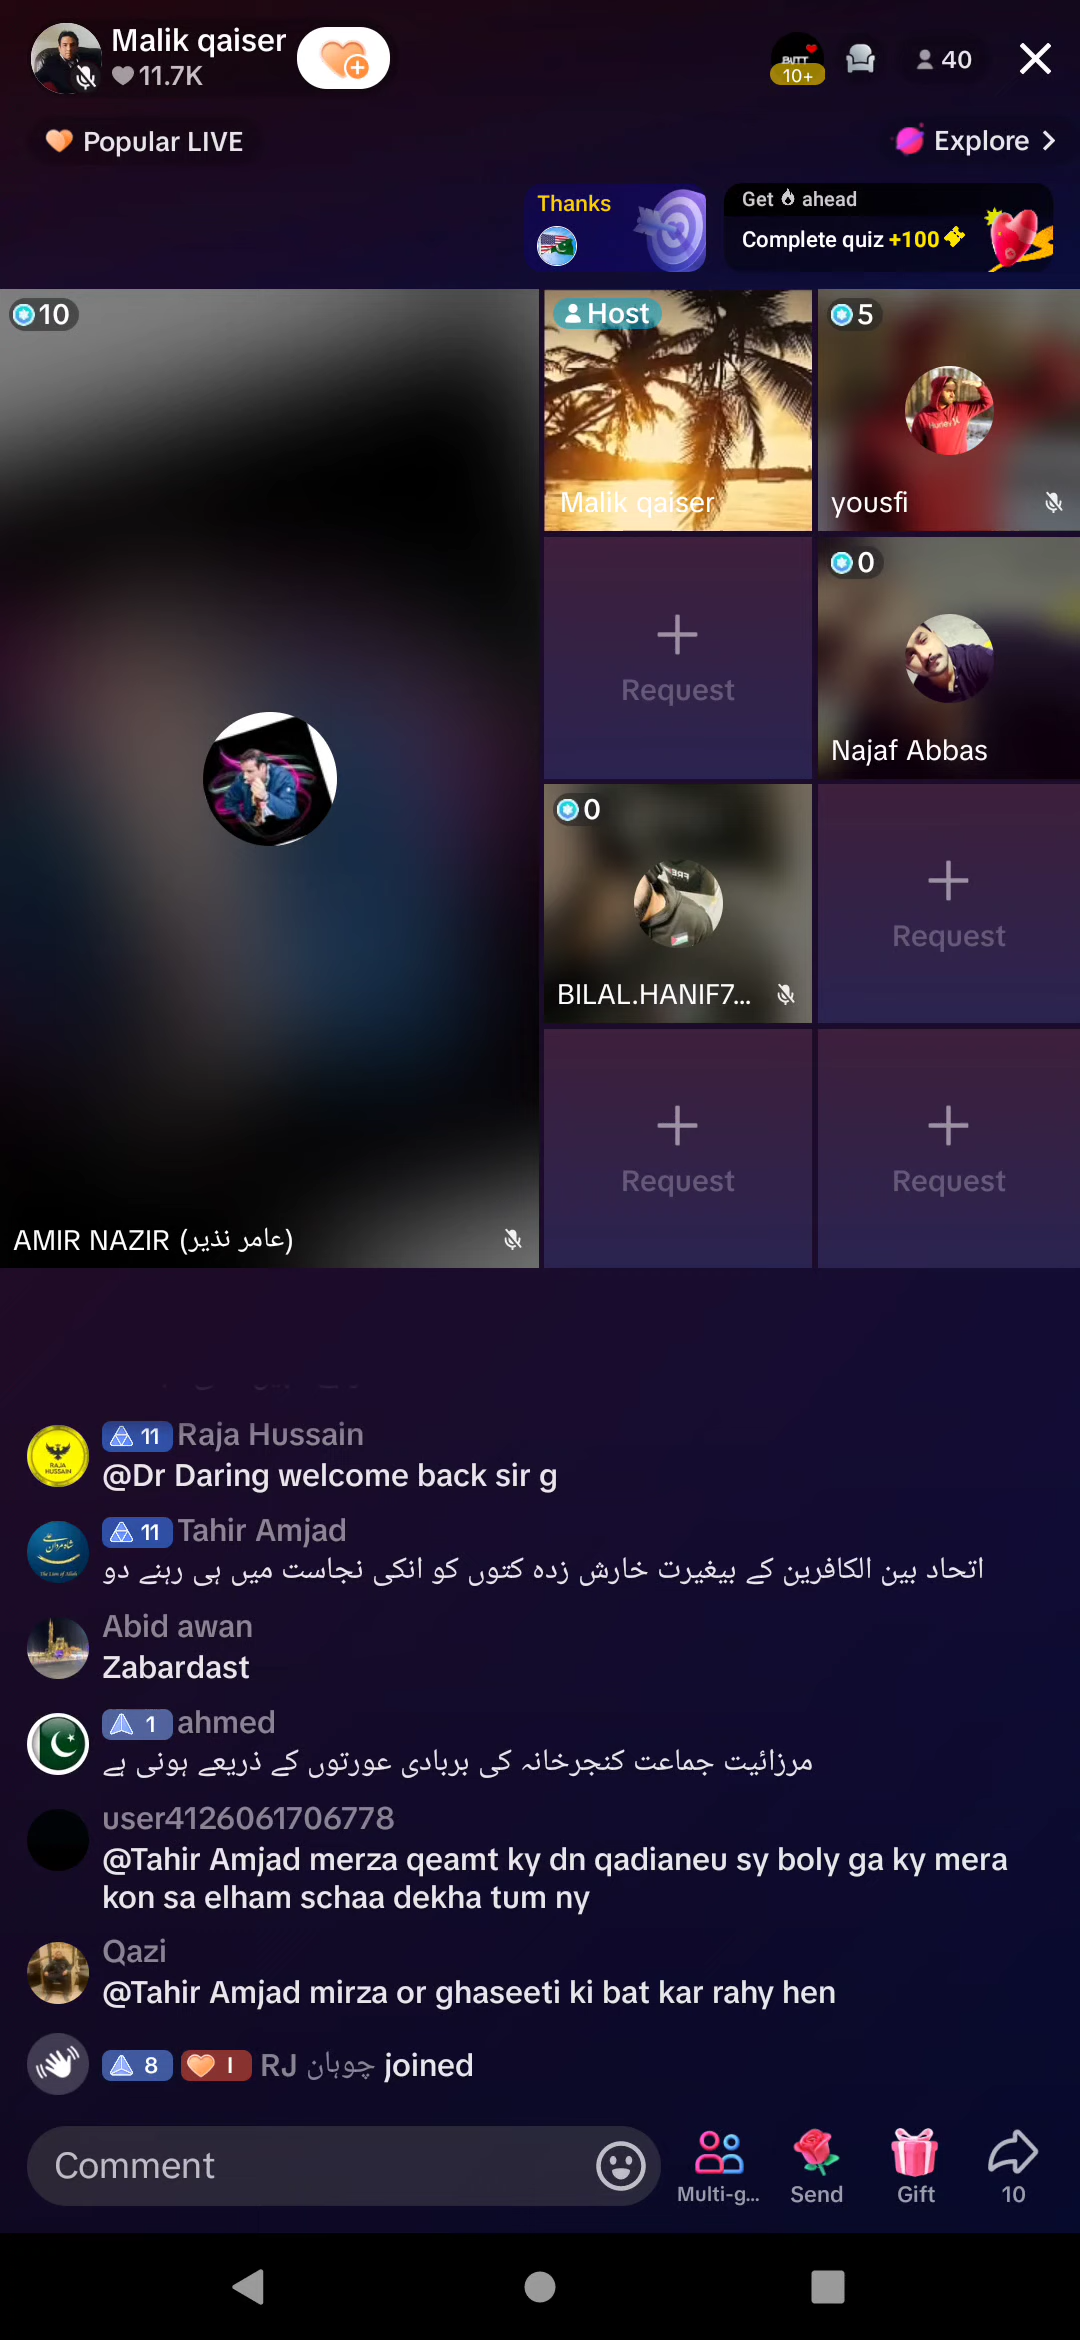 Malik qaiser
11.7K
10+
40
Popular LIVE
Explore
Thanks
Get ahead
Complete quiz +100
10
Host
5
Malik qaiser
yousfi
Request
0
Najaf Abbas
0
BILAL.HANIF7...
Request
AMIR NAZIR (عامر نذیر)
Request
Request
11 Raja Hussain
@Dr Daring welcome back sir g
11 Tahir Amjad
اتحاد بین الکافرین کے بیغیرت خارش زدہ کتوں کو انکی نجاست میں ہی رہنے دو
Abid awan
Zabardast
1 ahmed
مرزائیت جماعت کنجرخانہ کی بربادی عورتوں کے ذریعے ہونی ہے
user4126061706778
@Tahir Amjad merza qeamt ky dn qadianeu sy boly ga ky mera
kon sa elham schaa dekha tum ny
Qazi
@Tahir Amjad mirza or ghaseeti ki bat kar rahy hen
8 I RJ چوہان joined
Comment
Multi-g...
Send
Gift
10